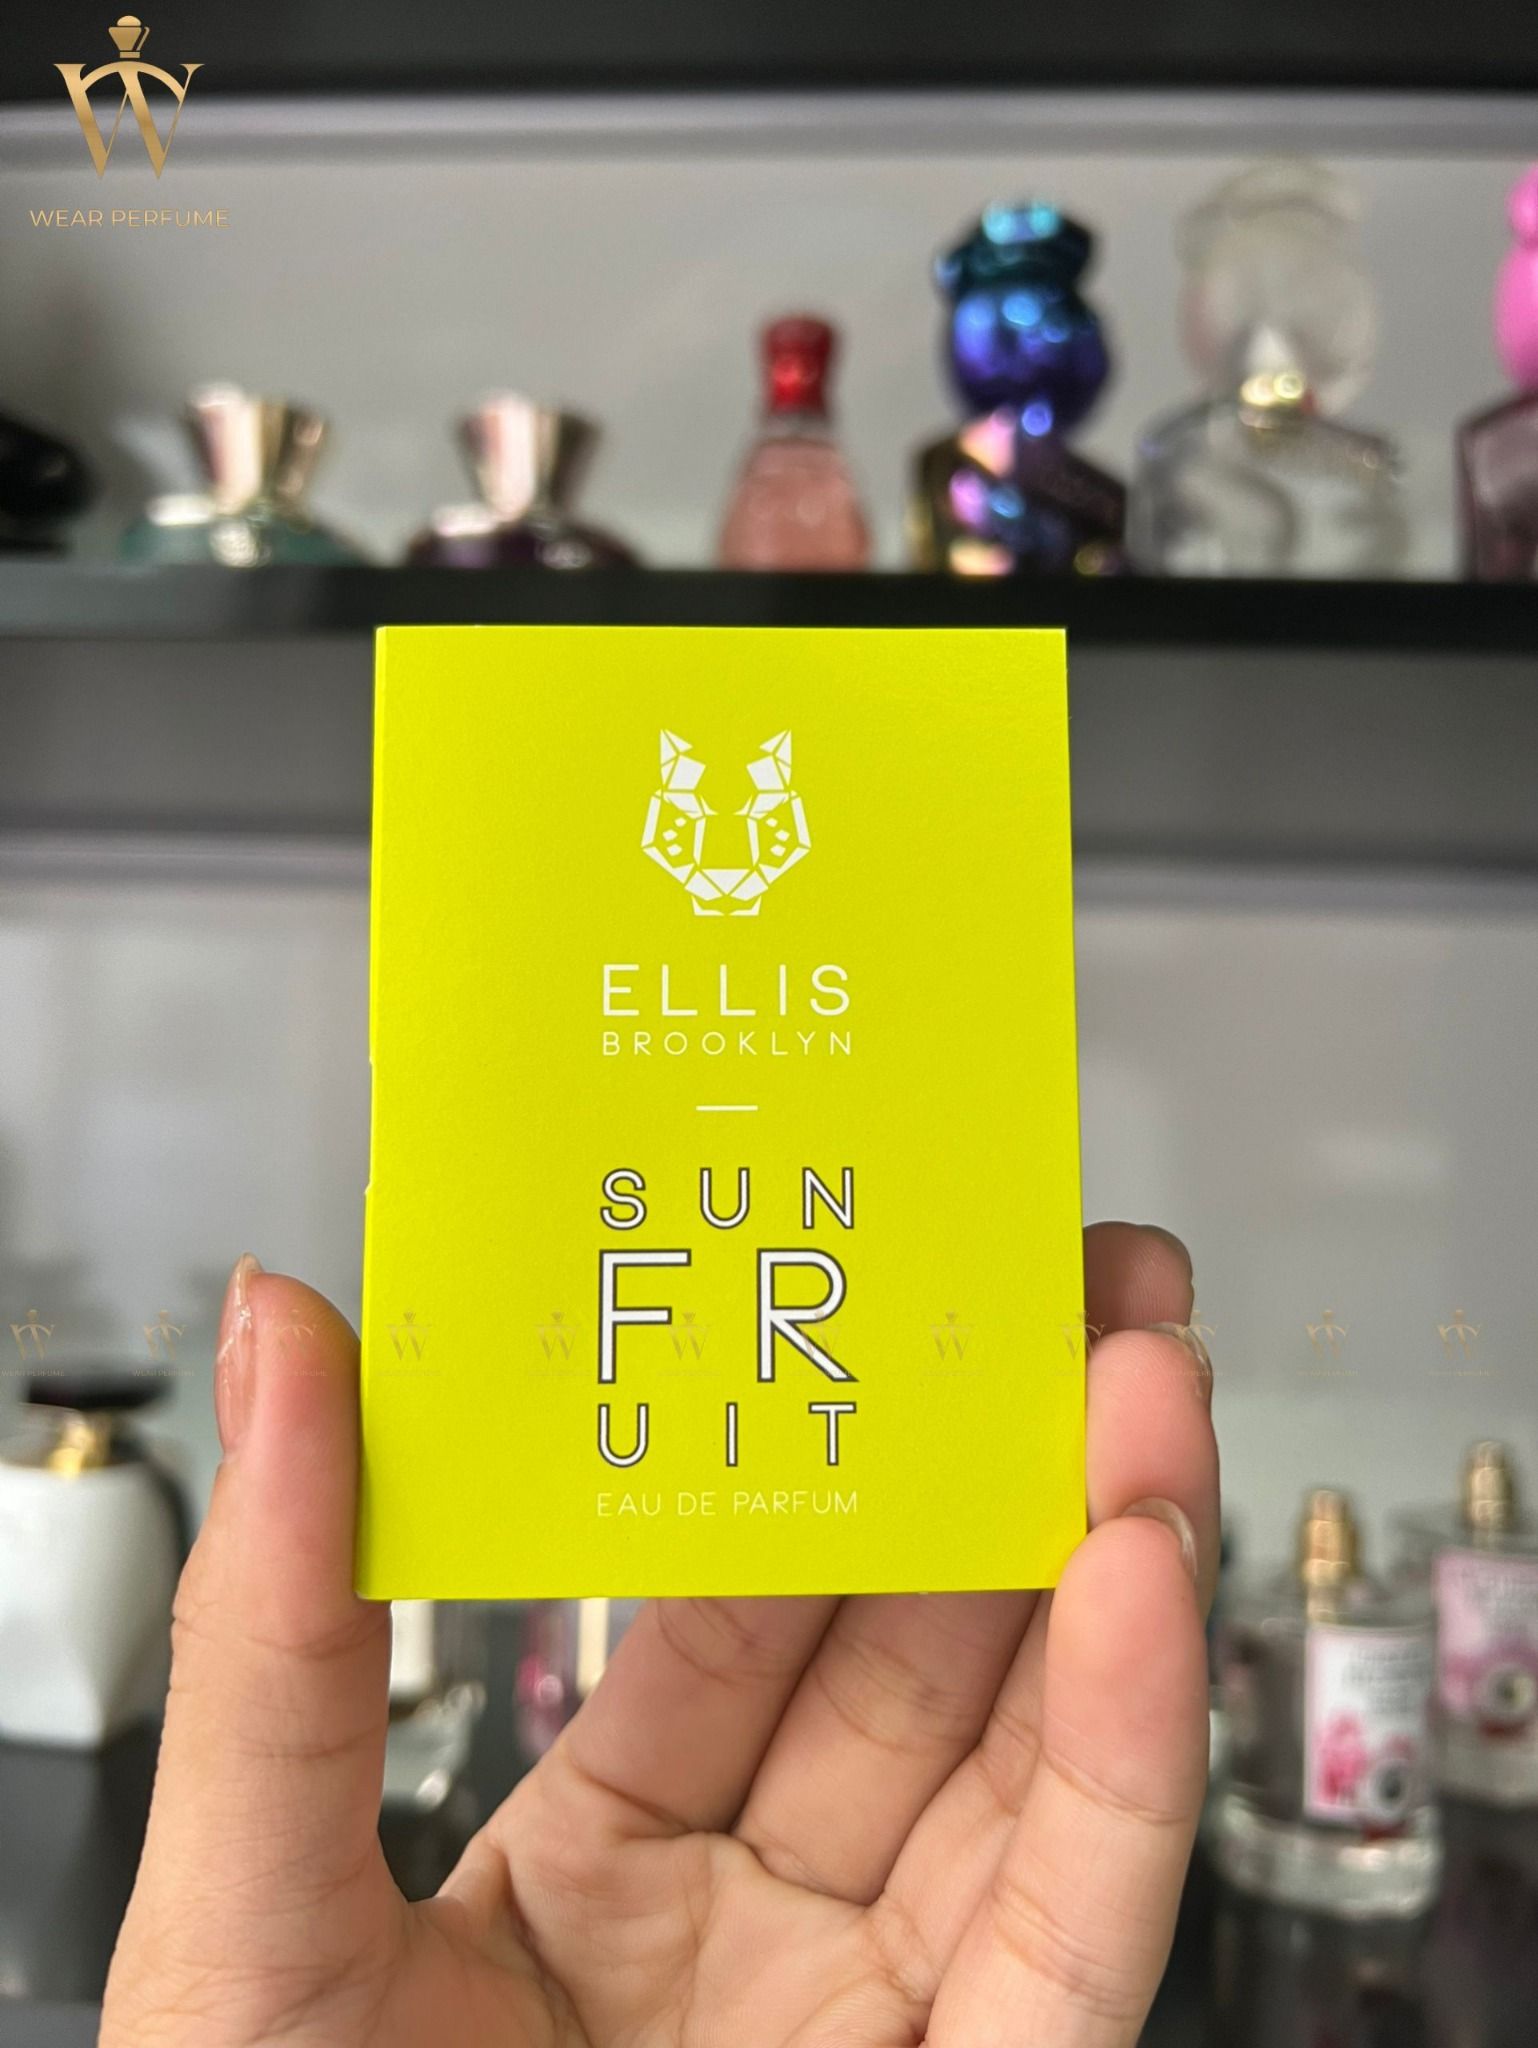 WEAR PERFUME
ELLIS
BROOKLYN
SUN
FR
UIT
EAU DE PARFUM